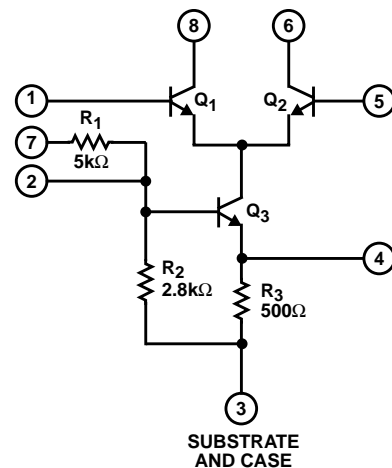 8
6
1
Q1
Q2
5
R1
7
5kΩ
2
Q3
4
R2
2.8kΩ
R3
500Ω
3
SUBSTRATE
AND CASE